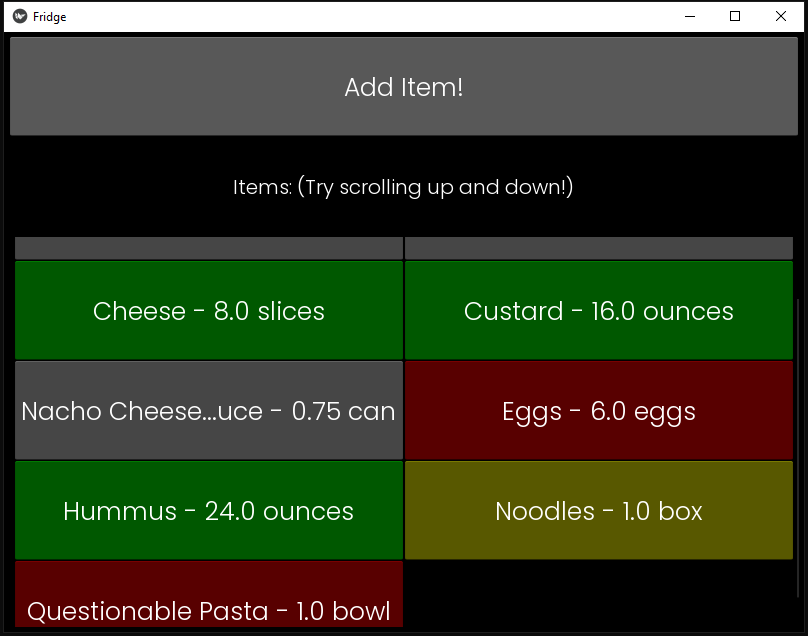 Fridge
Add Item!
Items: (Try scrolling up and down!)
Cheese - 8.0 slices
Custard - 16.0 ounces
Nacho Cheese...uce - 0.75 can
Eggs - 6.0 eggs
Hummus - 24.0 ounces
Noodles - 1.0 box
Questionable Pasta - 1.0 bowl